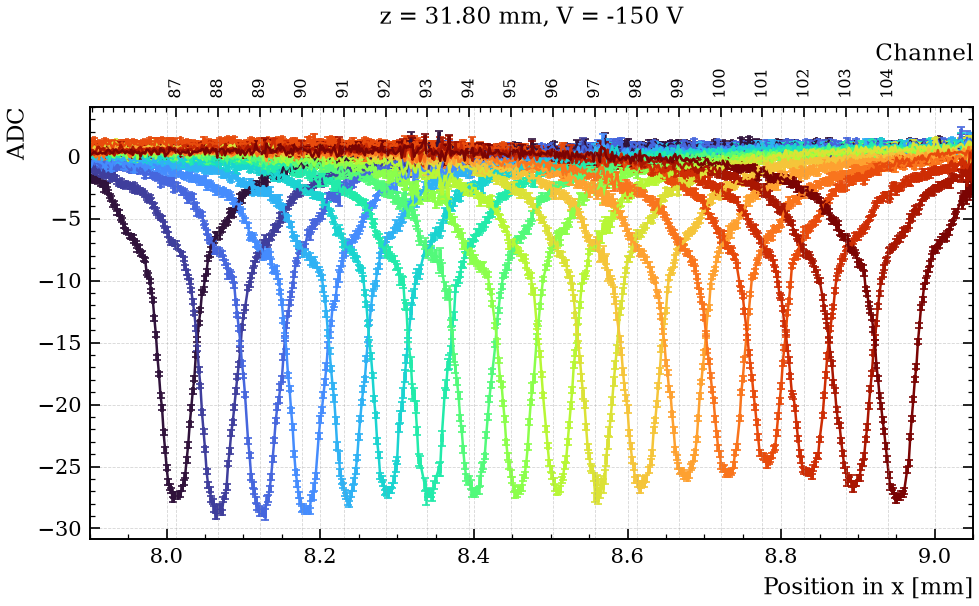 z = 31.80 mm, V = -150 V
Channel
87 88 89 90 91 92 93 94 95 96 97 98 99 100 101 102 103 104
ADC
0
−5
−10
−15
−20
−25
−30
8.0 8.2 8.4 8.6 8.8 9.0
Position in x [mm]